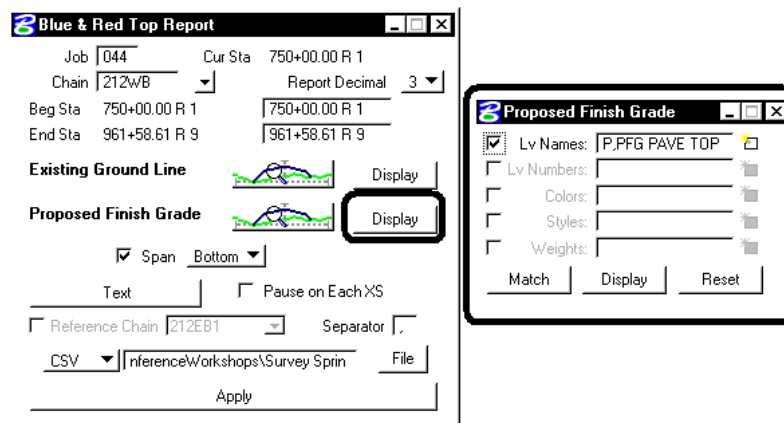 Blue & Red Top Report
Job 044 Cur Sta 750+00.00 R 1
Chain 212WB Report Decimal 3
Beg Sta 750+00.00 R 1 750+00.00 R 1
End Sta 961+58.61 R 9 961+58.61 R 9
Existing Ground Line Display
Proposed Finish Grade Display
Span Bottom
Text Pause on Each XS
Reference Chain 212EB1 Separator ,
CSV nferenceWorkshops\Survey Sprin File
Apply
Proposed Finish Grade
Lv Names: P_PFG PAVE TOP
Lv Numbers:
Colors:
Styles:
Weights:
Match Display Reset